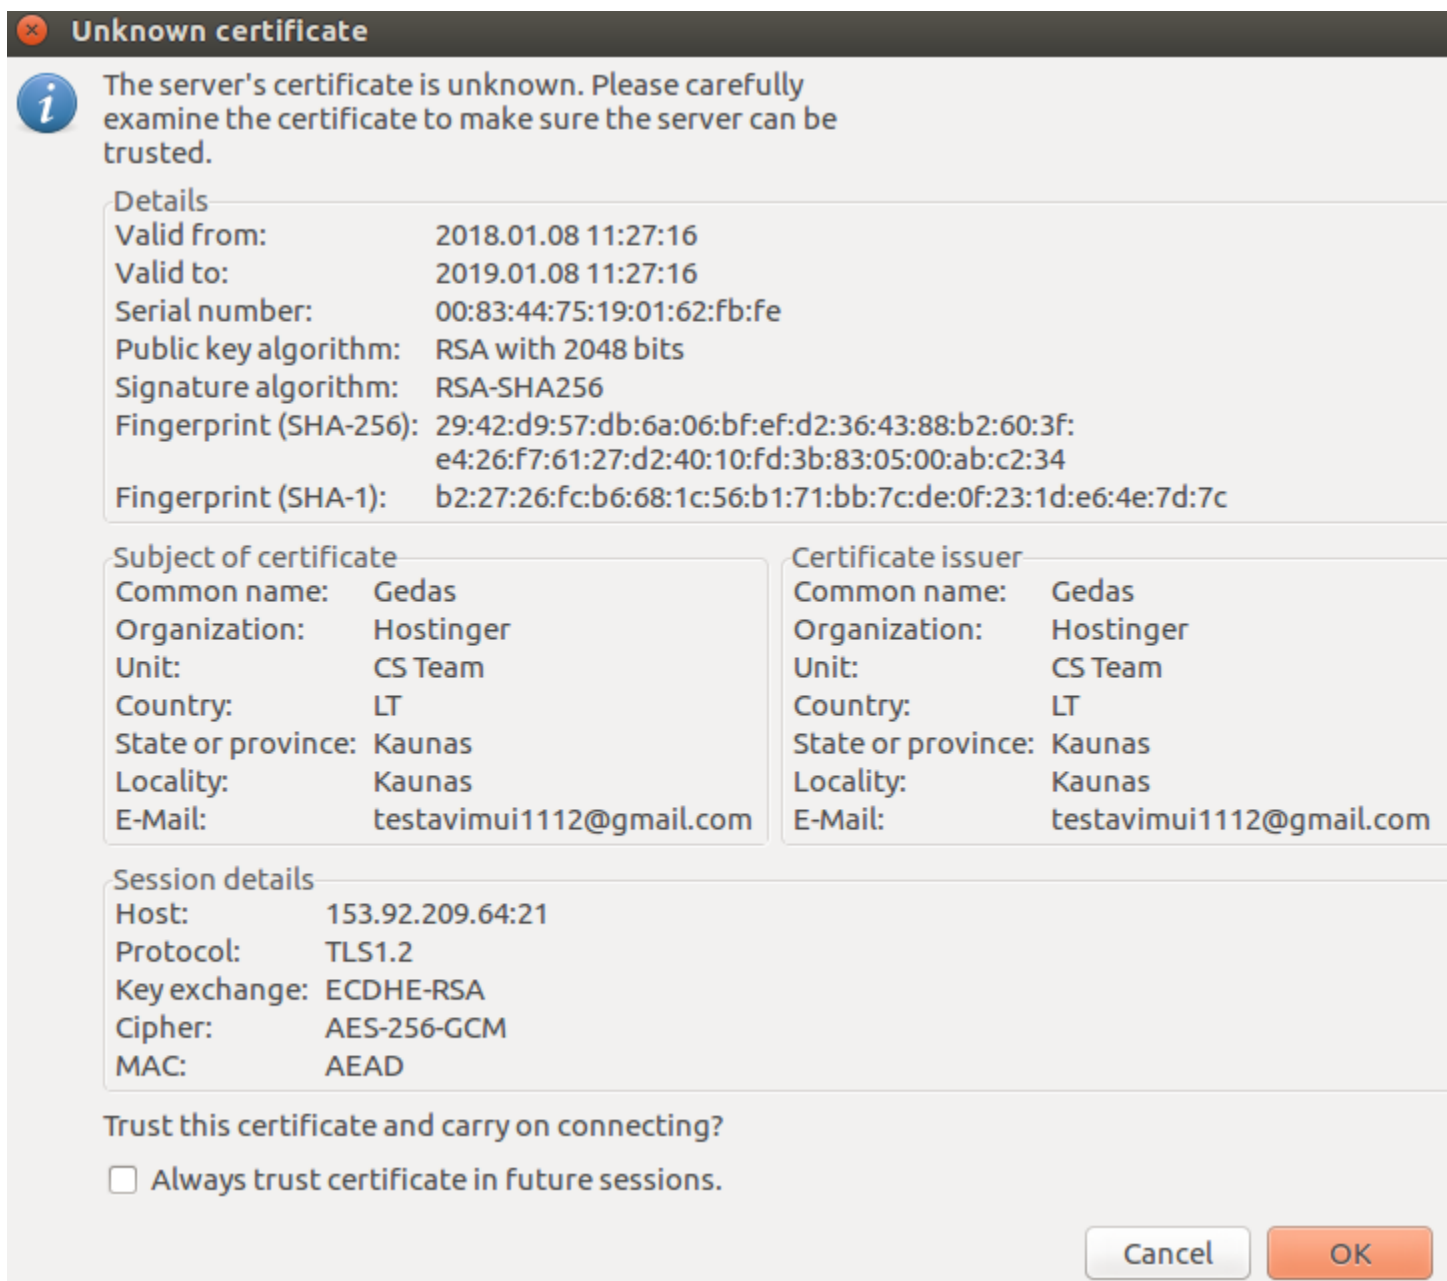 Unknown certificate
The server's certificate is unknown. Please carefully
examine the certificate to make sure the server can be
trusted.
Details
Valid from: 2018.01.08 11:27:16
Valid to: 2019.01.08 11:27:16
Serial number: 00:83:44:75:19:01:62:fb:fe
Public key algorithm: RSA with 2048 bits
Signature algorithm: RSA-SHA256
Fingerprint (SHA-256): 29:42:d9:57:db:6a:06:bf:ef:d2:36:43:88:b2:60:3f:
e4:26:f7:61:27:d2:40:10:fd:3b:83:05:00:ab:c2:34
Fingerprint (SHA-1): b2:27:26:fc:b6:68:1c:56:b1:71:bb:7c:de:0f:23:1d:e6:4e:7d:7c
Subject of certificate
Common name: Gedas
Organization: Hostinger
Unit: CS Team
Country: LT
State or province: Kaunas
Locality: Kaunas
E-Mail: testavimui1112@gmail.com
Certificate issuer
Common name: Gedas
Organization: Hostinger
Unit: CS Team
Country: LT
State or province: Kaunas
Locality: Kaunas
E-Mail: testavimui1112@gmail.com
Session details
Host: 153.92.209.64:21
Protocol: TLS1.2
Key exchange: ECDHE-RSA
Cipher: AES-256-GCM
MAC: AEAD
Trust this certificate and carry on connecting?
Always trust certificate in future sessions.
Cancel
OK